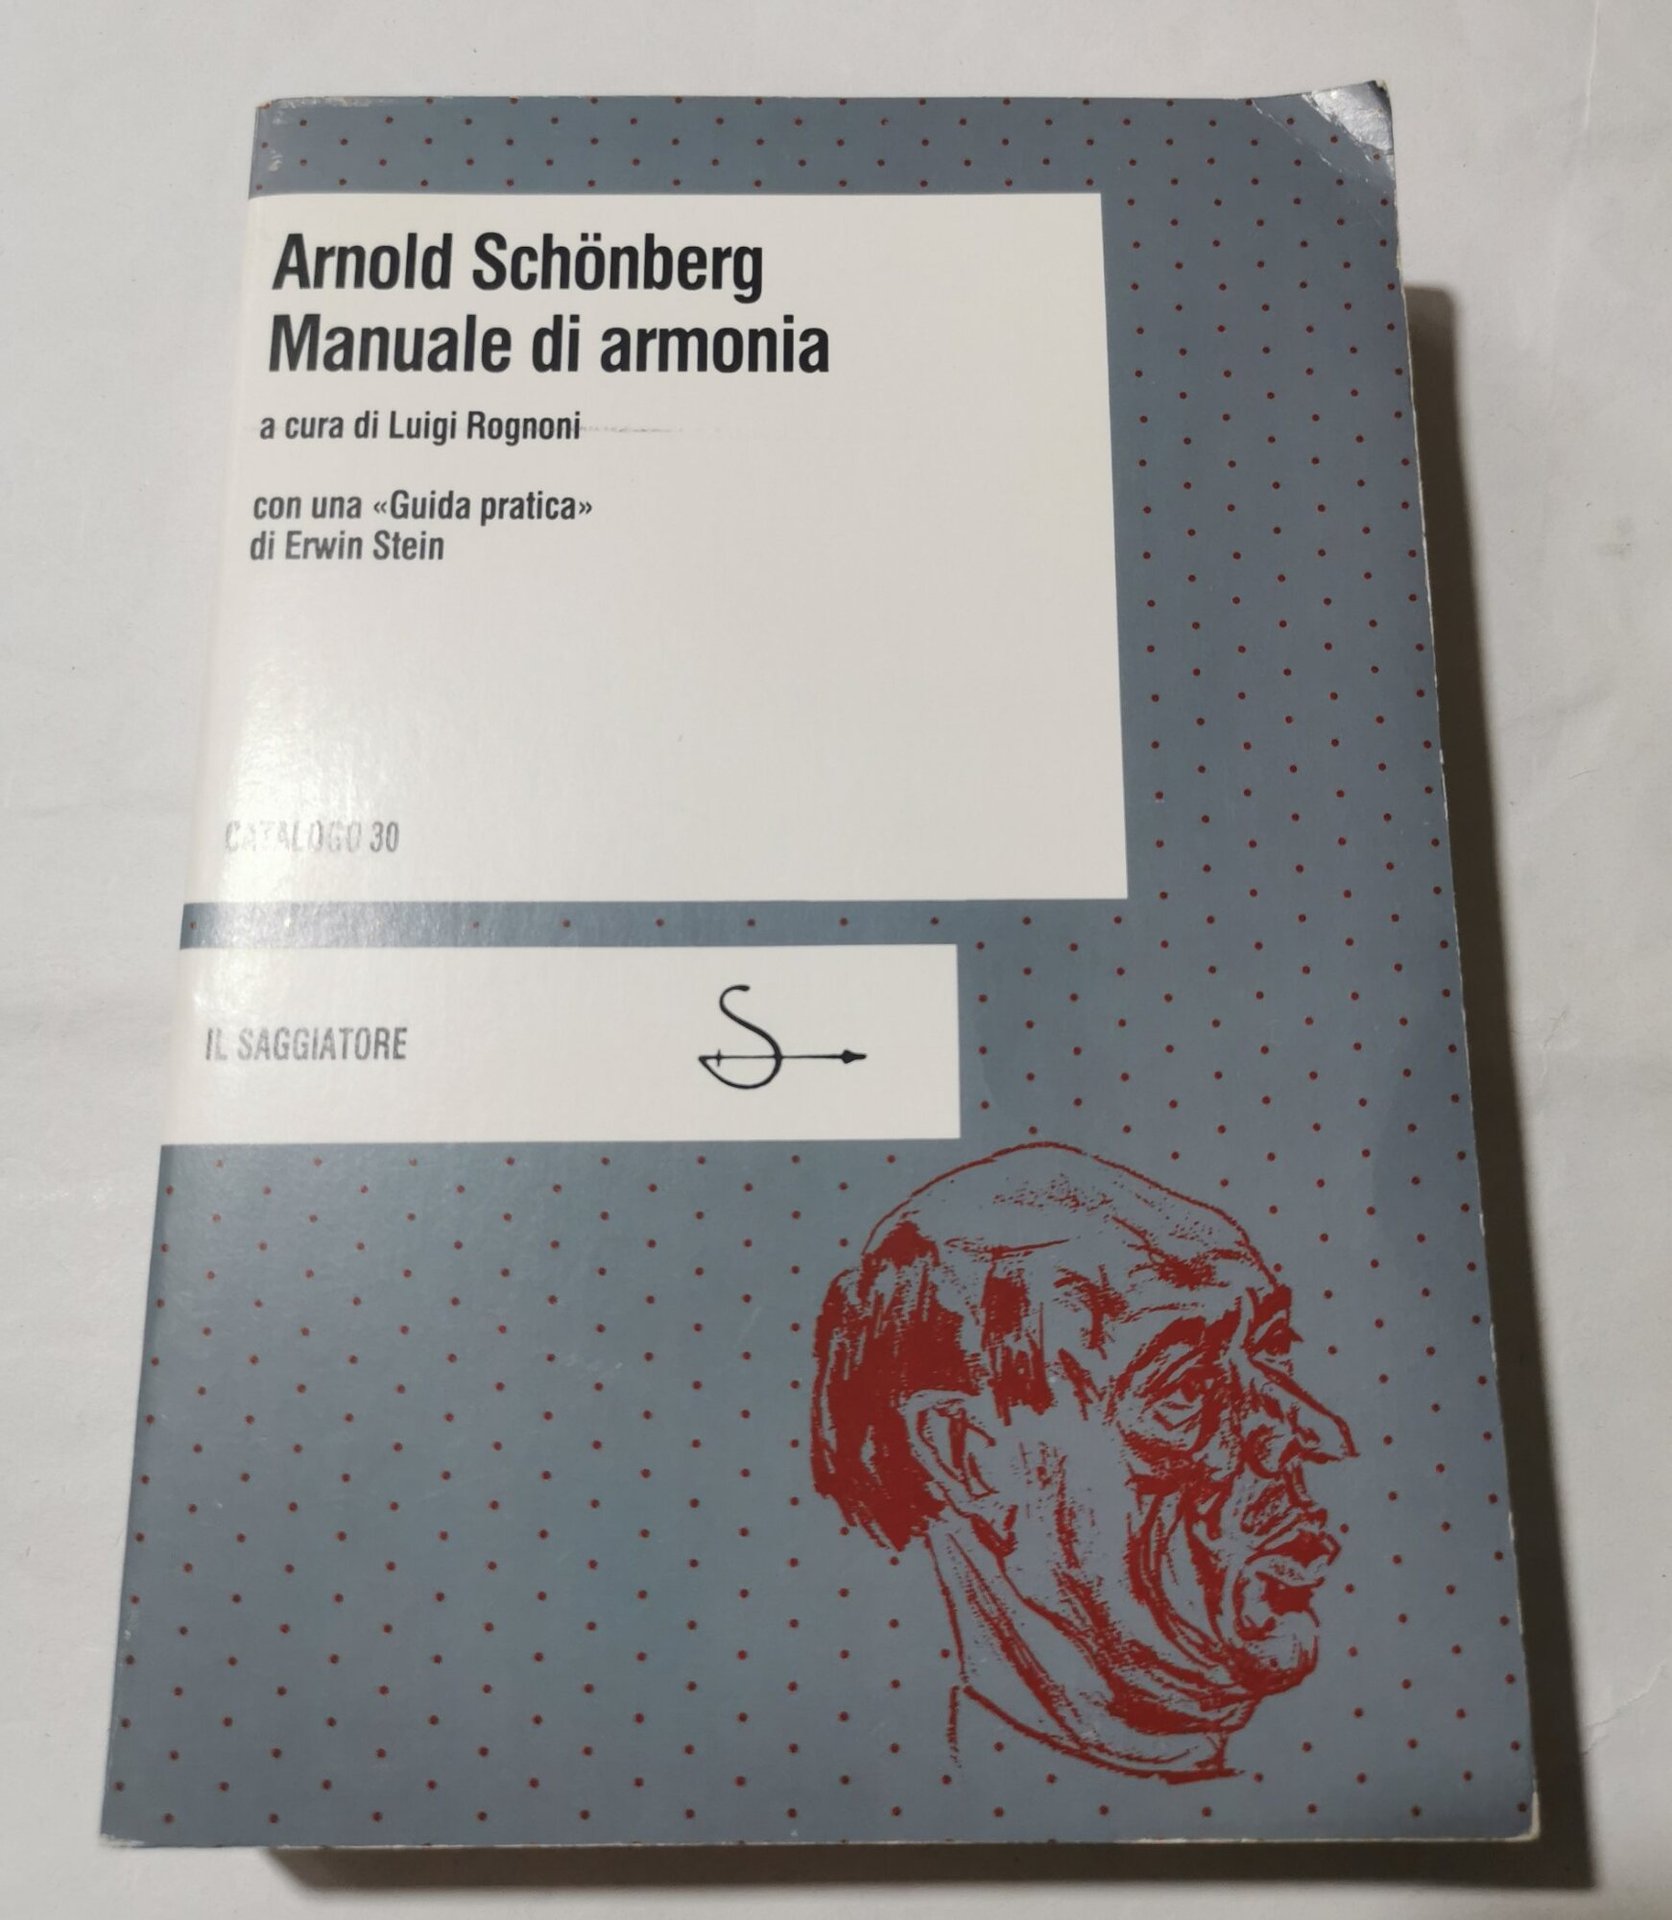 Arnold Schönberg
Manuale di armonia
a cura di Luigi Rognoni
con una «Guida pratica»
di Erwin Stein
CATALOGO 30
IL SAGGIATORE